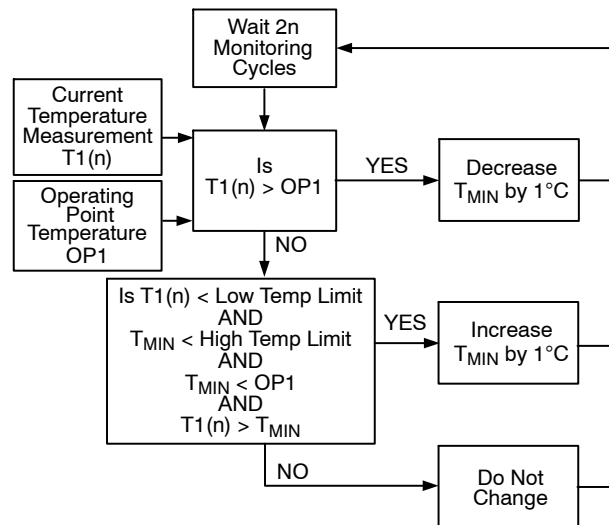 Wait 2n
Monitoring
Cycles
Current
Temperature
Measurement
T1(n)
Operating
Point
Temperature
OP1
Is
T1(n) > OP1
YES
Decrease
TMIN by 1°C
NO
Is T1(n) < Low Temp Limit
AND
TMIN < High Temp Limit
AND
TMIN < OP1
AND
T1(n) > TMIN
YES
Increase
TMIN by 1°C
NO
Do Not
Change